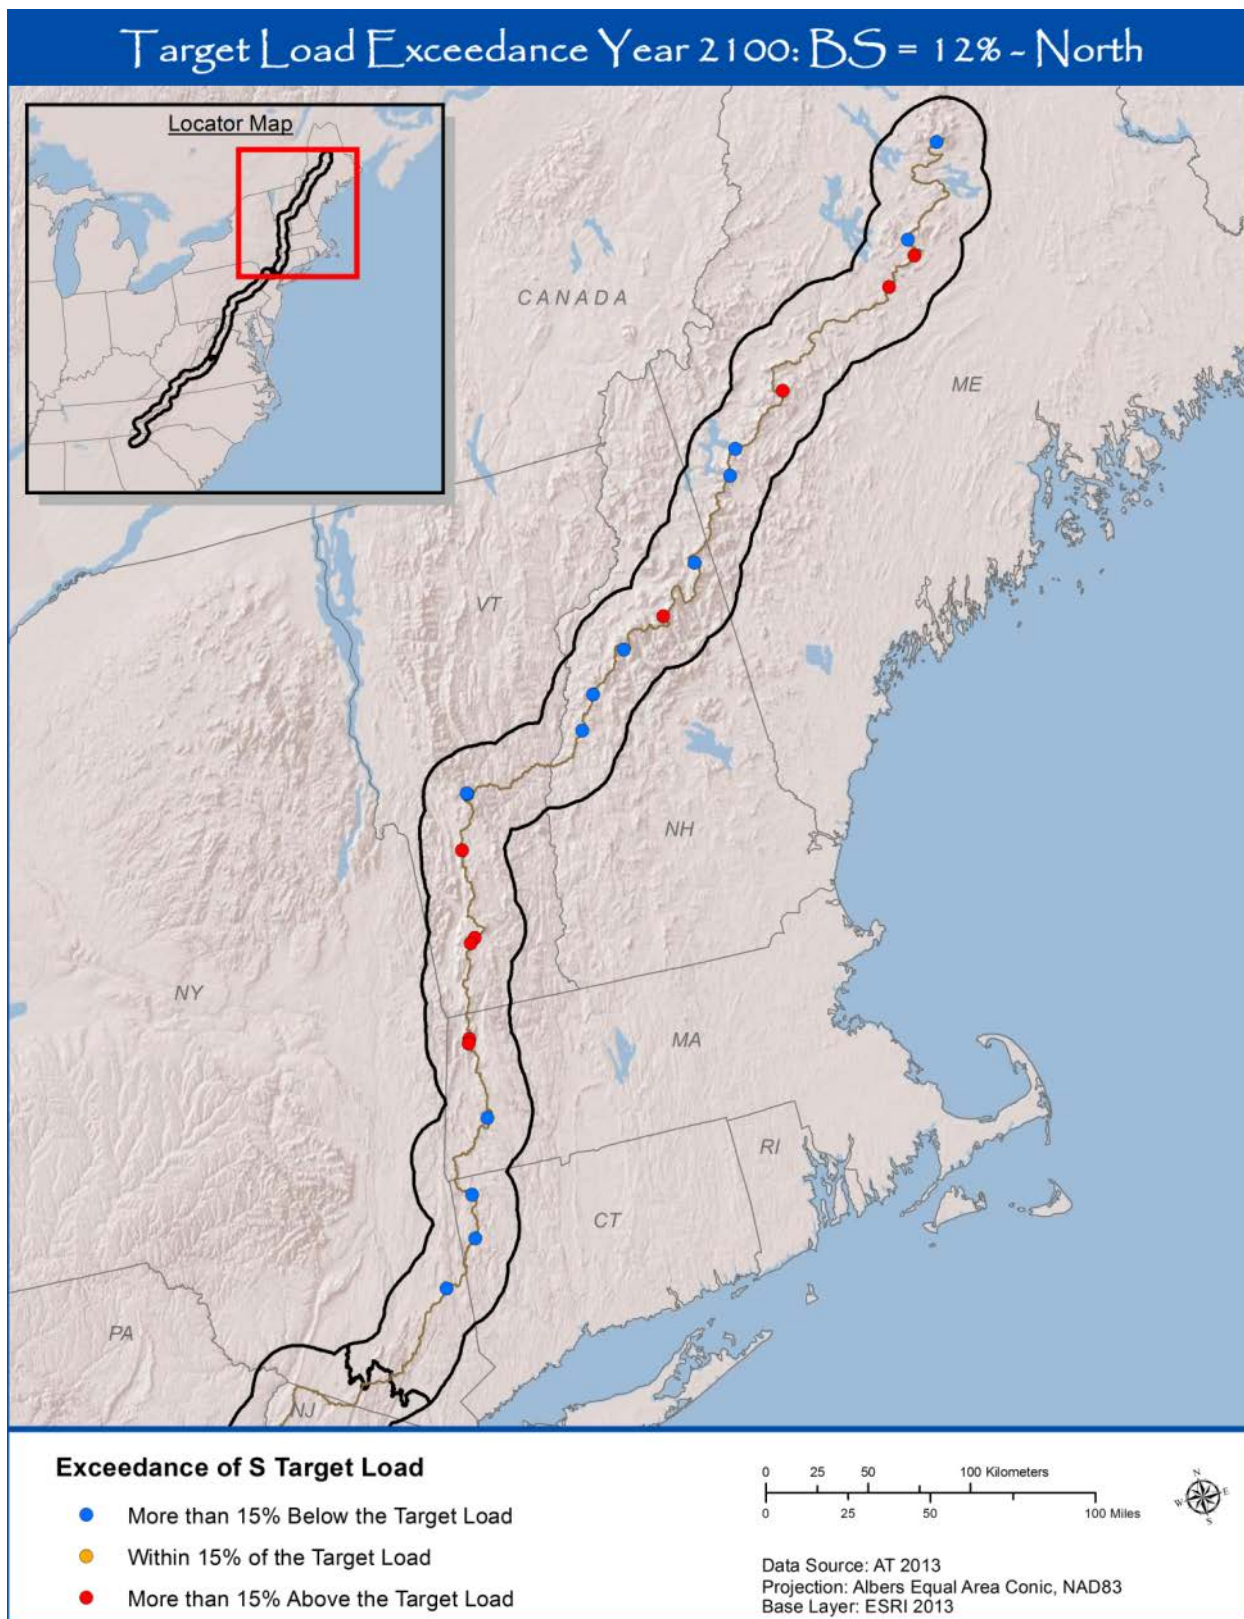 Target Load Exceedance Year 2100: BS = 12% - North
Locator Map
CANADA
ME
VT
NH
NY
MA
RI
CT
PA
NJ
Exceedance of S Target Load
More than 15% Below the Target Load
Within 15% of the Target Load
More than 15% Above the Target Load
0 25 50 100 Kilometers
0 25 50 100 Miles
N
W E
S
Data Source: AT 2013
Projection: Albers Equal Area Conic, NAD83
Base Layer: ESRI 2013